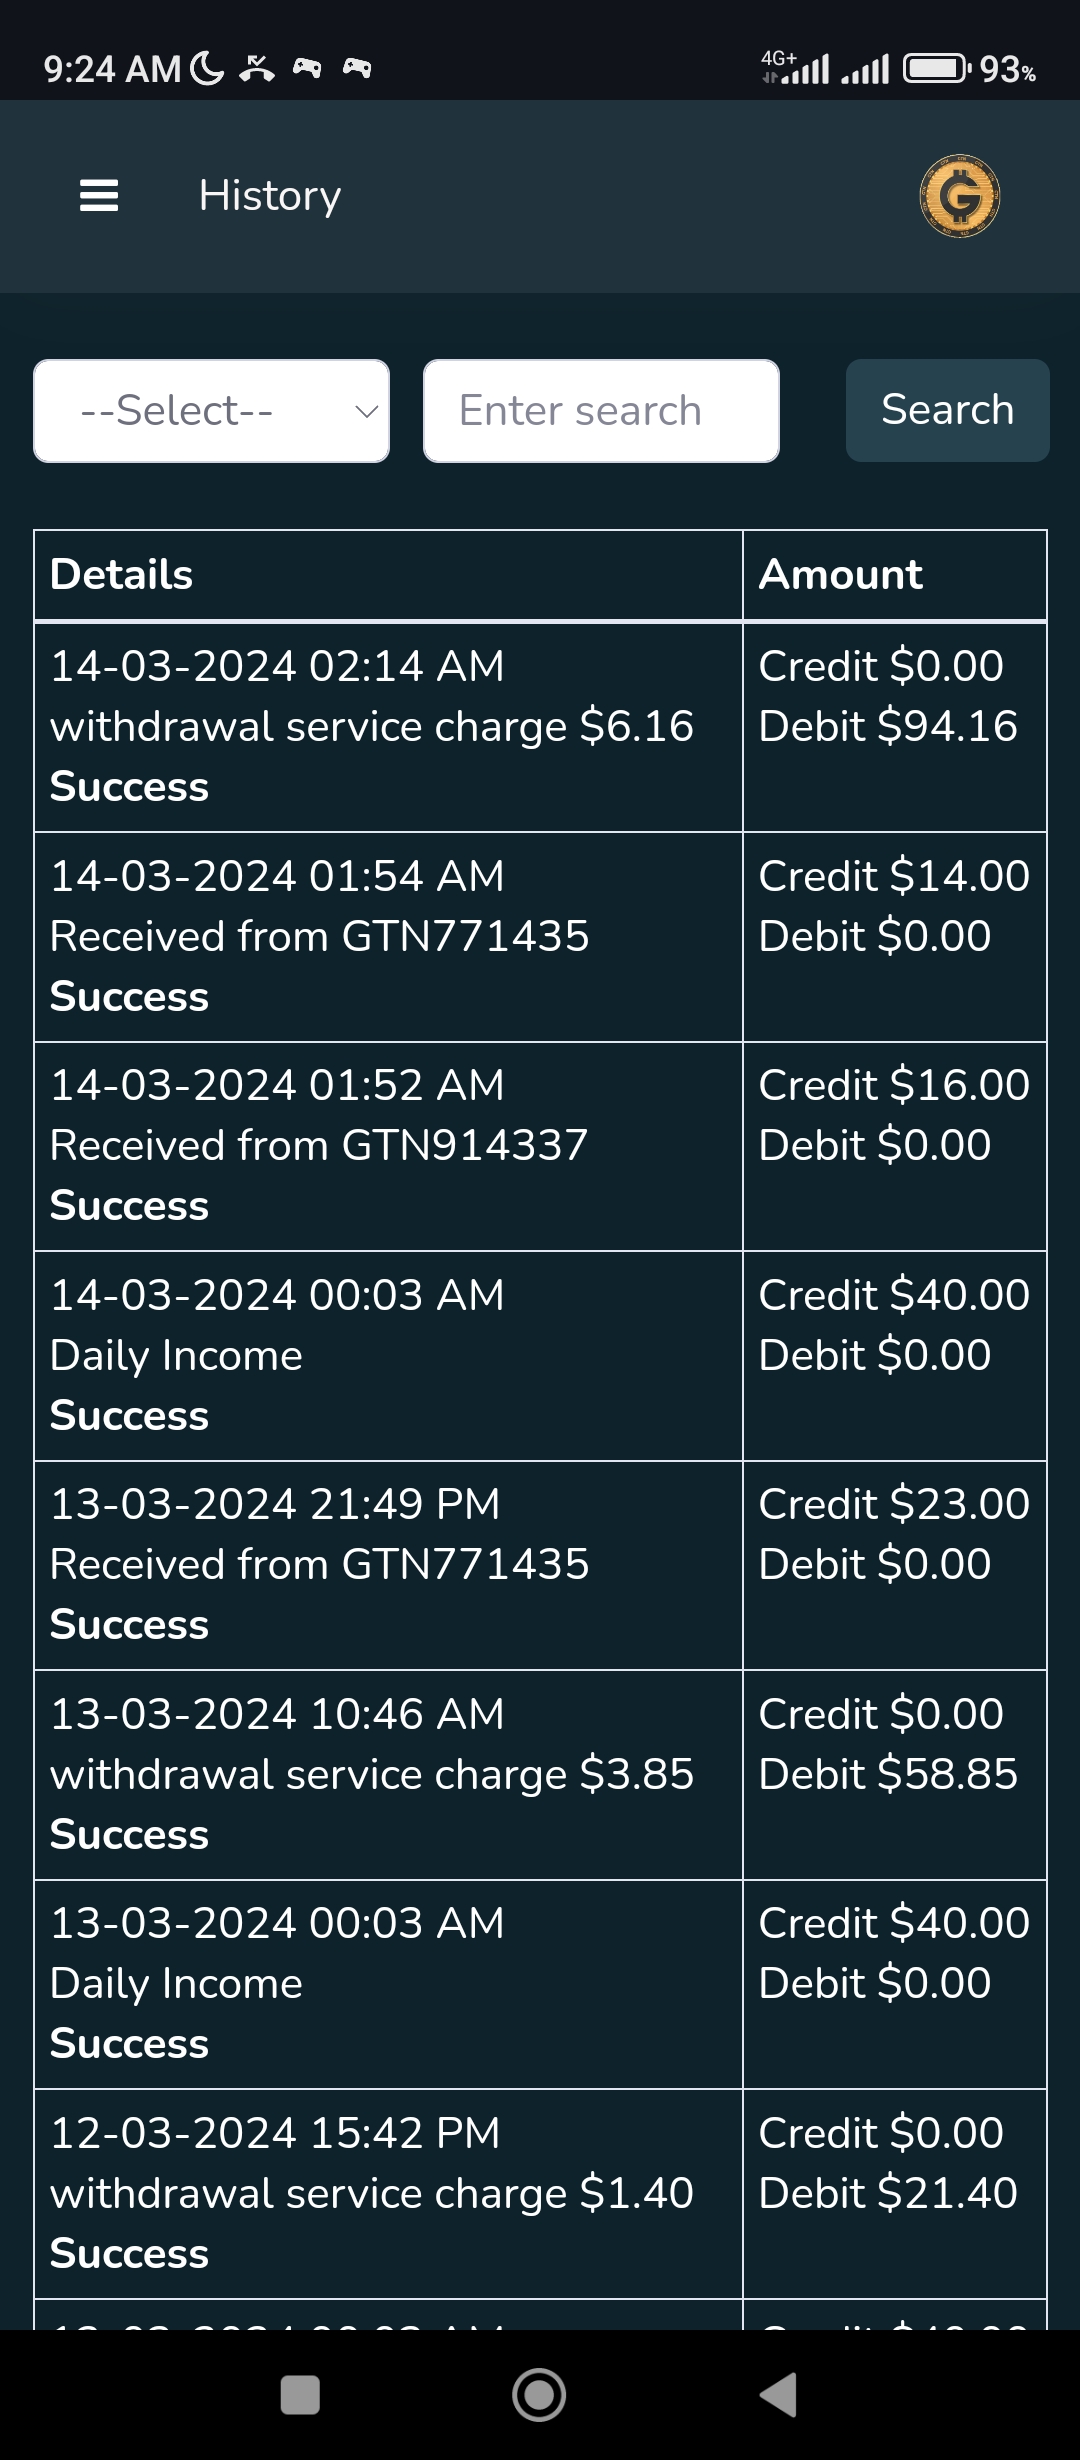 9:24 AM
4G+
93%
History
--Select--
Enter search
Search
Details
Amount
14-03-2024 02:14 AM
withdrawal service charge $6.16
Success
Credit $0.00
Debit $94.16
14-03-2024 01:54 AM
Received from GTN771435
Success
Credit $14.00
Debit $0.00
14-03-2024 01:52 AM
Received from GTN914337
Success
Credit $16.00
Debit $0.00
14-03-2024 00:03 AM
Daily Income
Success
Credit $40.00
Debit $0.00
13-03-2024 21:49 PM
Received from GTN771435
Success
Credit $23.00
Debit $0.00
13-03-2024 10:46 AM
withdrawal service charge $3.85
Success
Credit $0.00
Debit $58.85
13-03-2024 00:03 AM
Daily Income
Success
Credit $40.00
Debit $0.00
12-03-2024 15:42 PM
withdrawal service charge $1.40
Success
Credit $0.00
Debit $21.40